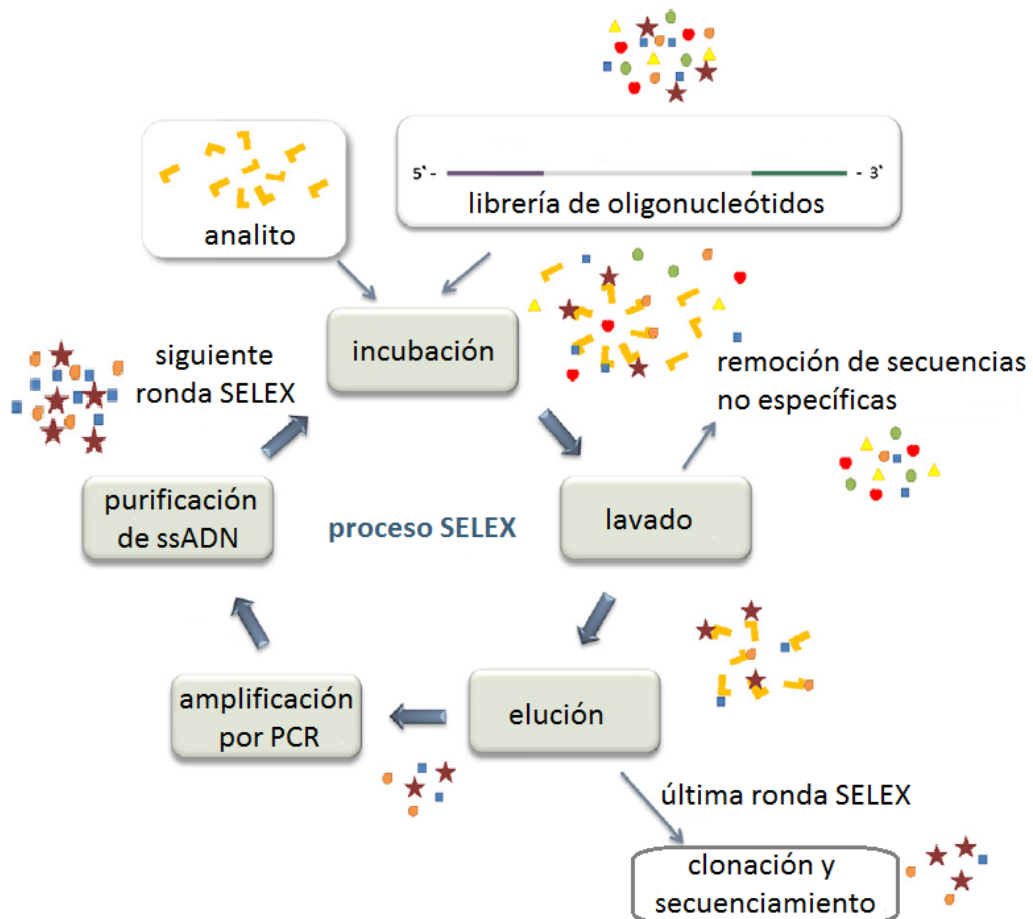 5`- - 3`
librería de oligonucleótidos
analito
incubación
siguiente
ronda SELEX
remoción de secuencias
no específicas
purificación
de ssADN
proceso SELEX
lavado
amplificación
por PCR
elución
última ronda SELEX
clonación y
secuenciamiento